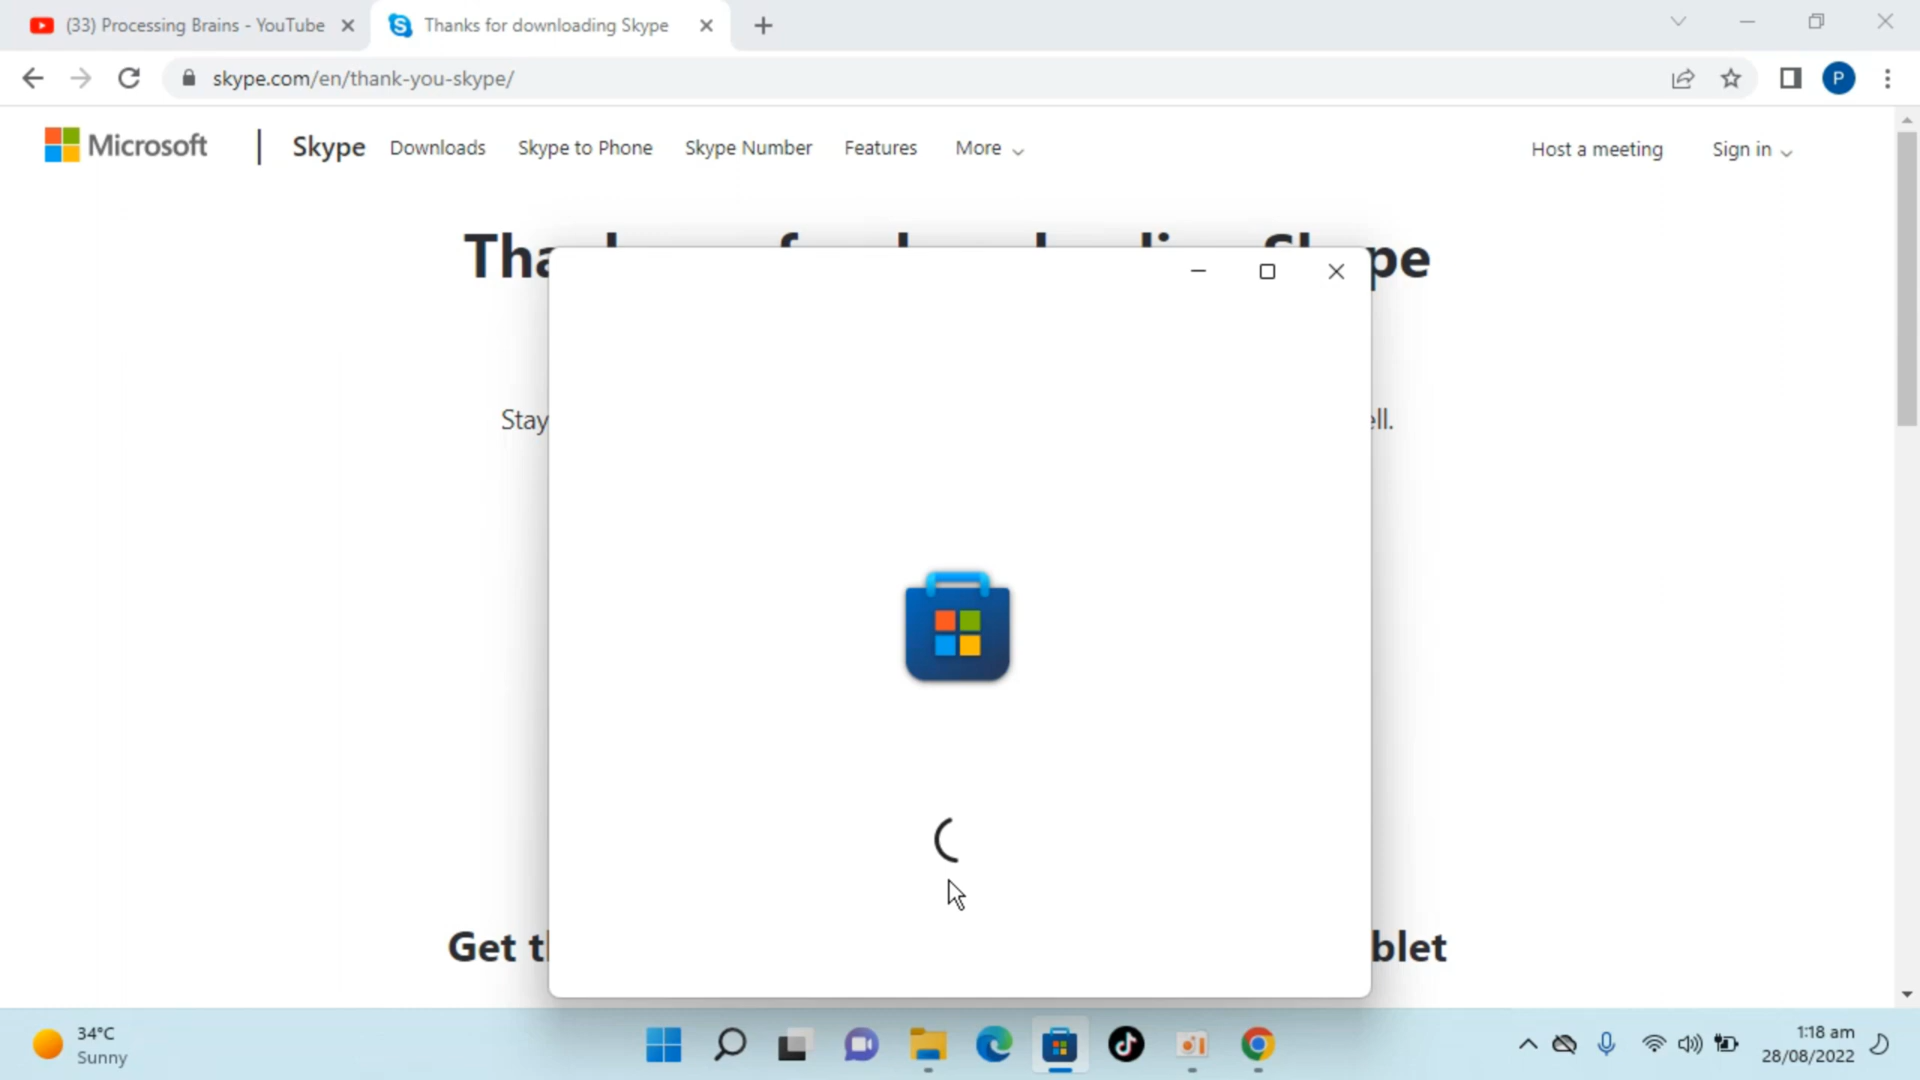 (33) Processing Brains - YouTube
Thanks for downloading Skype
skype.com/en/thank-you-skype/
P
Microsoft
Skype
Downloads
Skype to Phone
Skype Number
Features
More
Host a meeting
Sign in
Tha
pe
Stay
ell.
Get t
blet
34°C
Sunny
1:18 am
28/08/2022